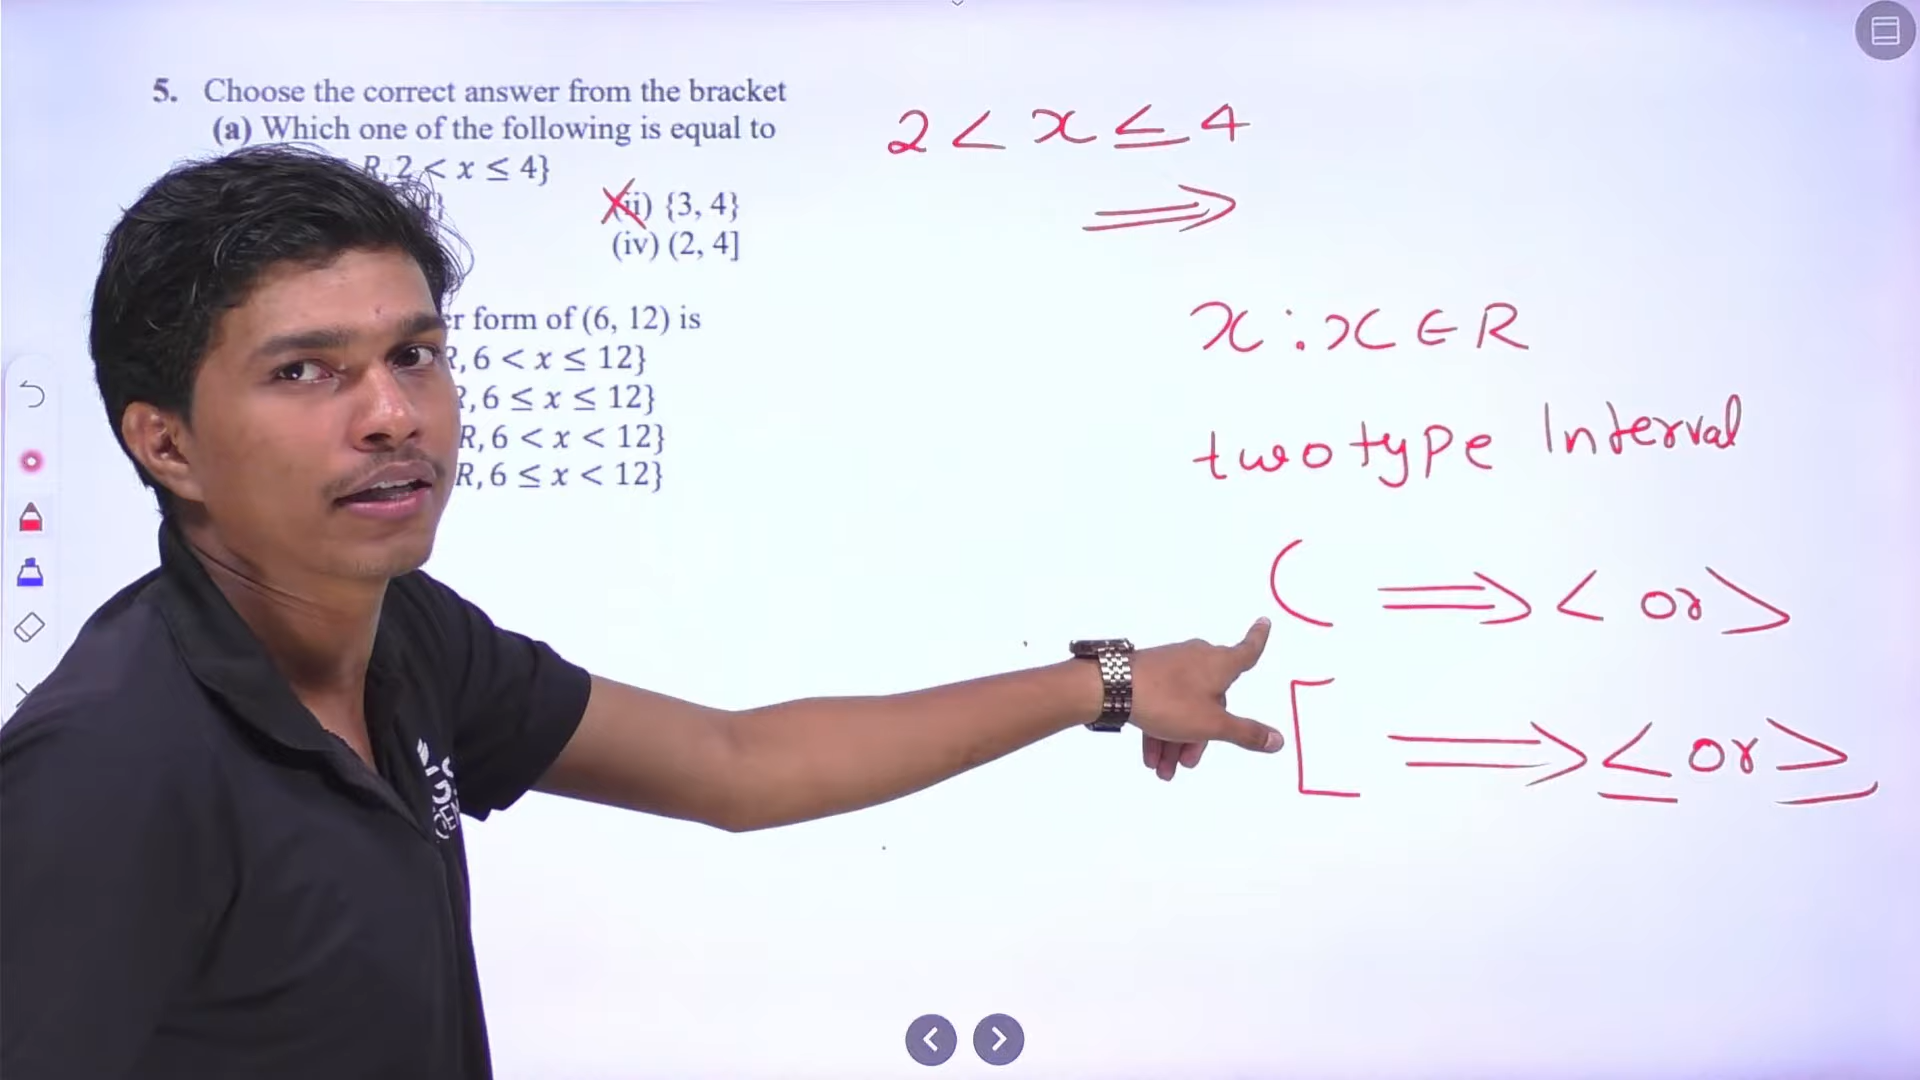 5. Choose the correct answer from the bracket
(a) Which one of the following is equal to
R, 2 < x ≤ 4}
4}
(ii) {3, 4}
(iv) (2, 4]
er form of (6, 12) is
R, 6 < x ≤ 12}
R, 6 ≤ x ≤ 12}
R, 6 < x < 12}
R, 6 ≤ x < 12}
2 < x ≤ 4
⟹
x : x ∈ R
two type Interval
( ⟹ < or >
[ ⟹ ≤ or ≥